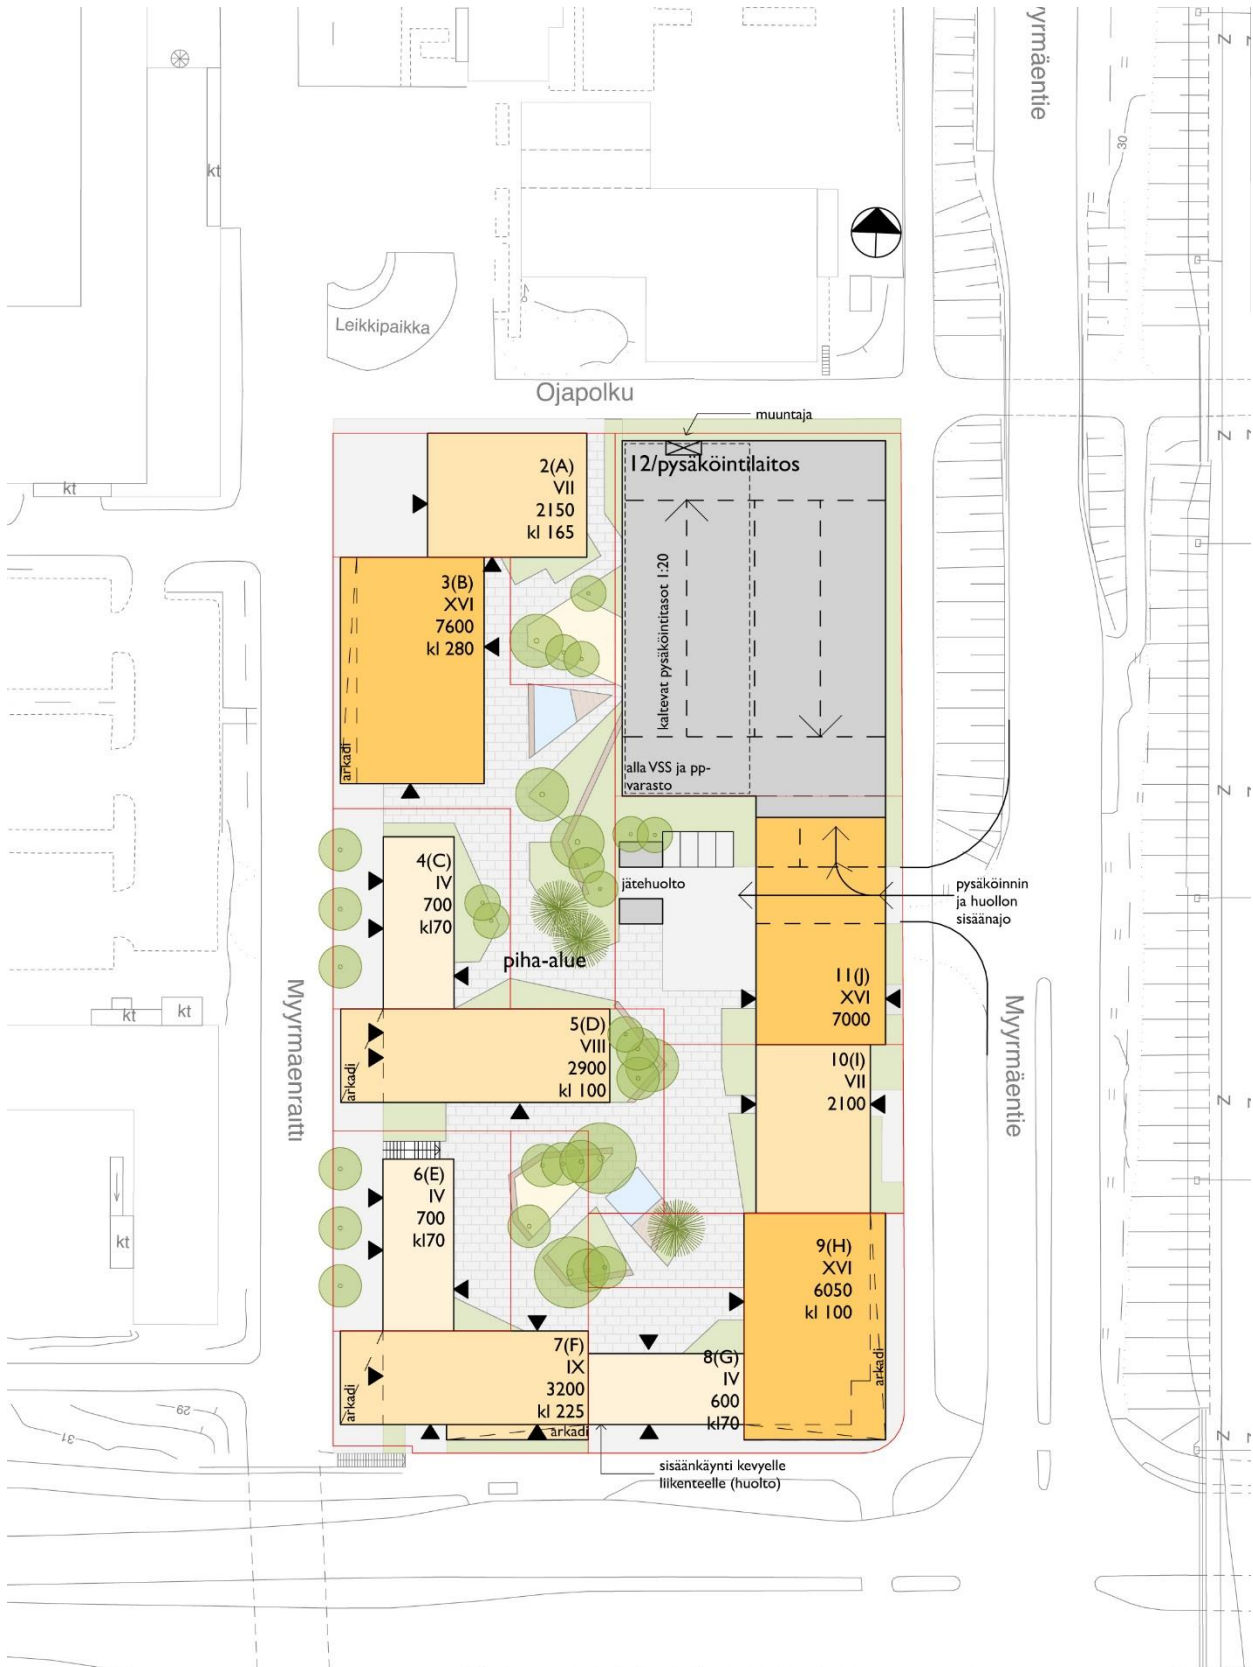 yyrmäentie
kt
30
Leikkipaikka
Ojapolku
muuntaja
12/pysäköintilaitos
2(A)
VII
2150
kl 165
kt
3(B)
XVI
7600
kl 280
kaltevat pysäköintitasot 1:20
arkadi
alla VSS ja pp-
varasto
4(C)
IV
700
kl70
jätehuolto
pysäköinnin
ja huollon
sisäänajo
piha-alue
11(J)
XVI
7000
kt
kt
Myyrmaenraitti
Myyrmäentie
5(D)
VIII
2900
kl 100
arkadi
10(I)
VII
2100
6(E)
IV
700
kl70
kt
9(H)
XVI
6050
kl 100
7(F)
IX
3200
kl 225
arkadi
arkadi
8(G)
IV
600
kl70
arkadi
29
31
sisäänkäynti kevyelle
liikenteelle (huolto)
Z
Z
Z
Z
Z
Z
Z
Z
Z
Z